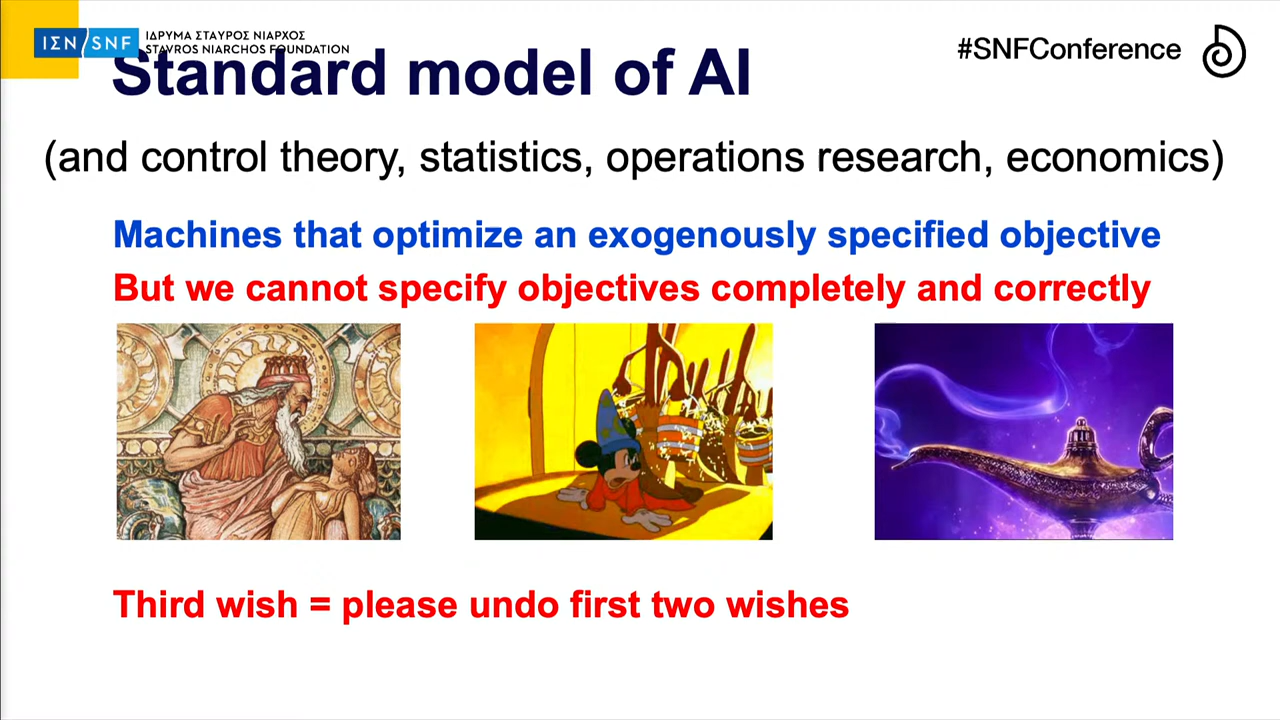 ΙΣΝ/SNF
ΙΔΡΥΜΑ ΣΤΑΥΡΟΣ ΝΙΑΡΧΟΣ
STAVROS NIARCHOS FOUNDATION
#SNFConference
Standard model of AI
(and control theory, statistics, operations research, economics)
Machines that optimize an exogenously specified objective
But we cannot specify objectives completely and correctly
Third wish = please undo first two wishes